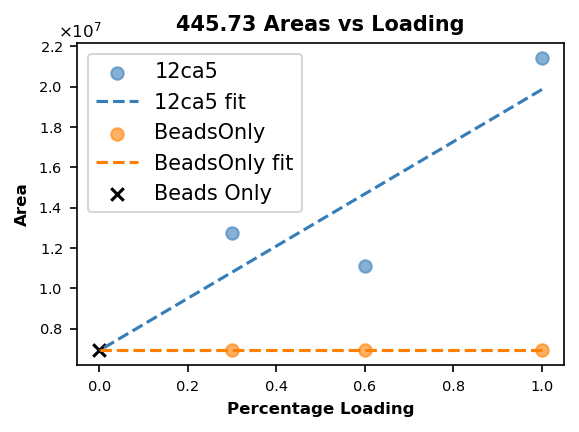 445.73 Areas vs Loading
×10⁷
2.2
2.0
1.8
1.6
1.4
1.2
1.0
0.8
Area
12ca5
12ca5 fit
BeadsOnly
BeadsOnly fit
Beads Only
0.0 0.2 0.4 0.6 0.8 1.0
Percentage Loading